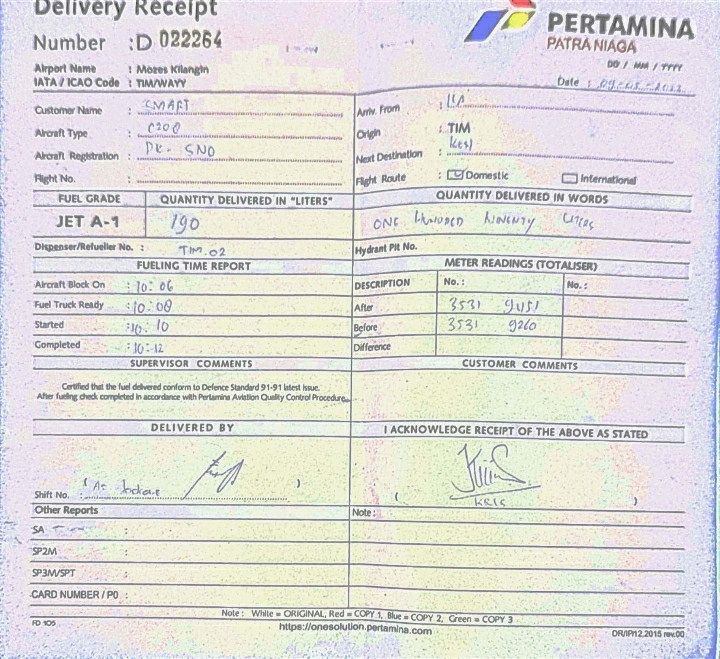 Delivery Receipt
Number : D 022264
PERTAMINA
PATRA NIAGA
Airport Name : Mozes Kilangin
IATA / ICAO Code : TIM/WAYY
DD / MM / YYYY
Date :
Customer Name : SMART
Aircraft Type : C208
Aircraft Registration : PK- SNO
Flight No. :
Arriv. From :
Origin : TIM
Next Destination :
Flight Route : Domestic International
FUEL GRADE QUANTITY DELIVERED IN "LITERS" QUANTITY DELIVERED IN WORDS
JET A-1 190 ONE HUNDRED NOVENTY LITERS
Dispenser/Refueller No. : TIM.02 Hydrant Pit No.
FUELING TIME REPORT
Aircraft Block On : 10:06
Fuel Truck Ready : 10:08
Started : 10:10
Completed : 10:12
METER READINGS (TOTALISER)
DESCRIPTION No. : No. :
After 3531 9451
Before 3531 9260
Difference
SUPERVISOR COMMENTS CUSTOMER COMMENTS
Certified that the fuel delivered conform to Defence Standard 91-91 latest issue.
After fueling check completed in accordance with Pertamina Aviation Quality Control Procedure.
DELIVERED BY I ACKNOWLEDGE RECEIPT OF THE ABOVE AS STATED
Shift No. : ( ) ( KRIS )
Other Reports Note :
SA :
SP2M :
SP3M/SPT :
CARD NUMBER / PO :
Note : White = ORIGINAL, Red = COPY 1, Blue = COPY 2, Green = COPY 3
FD 105 https://onesolution.pertamina.com DR/IP/12.2015 rev.00